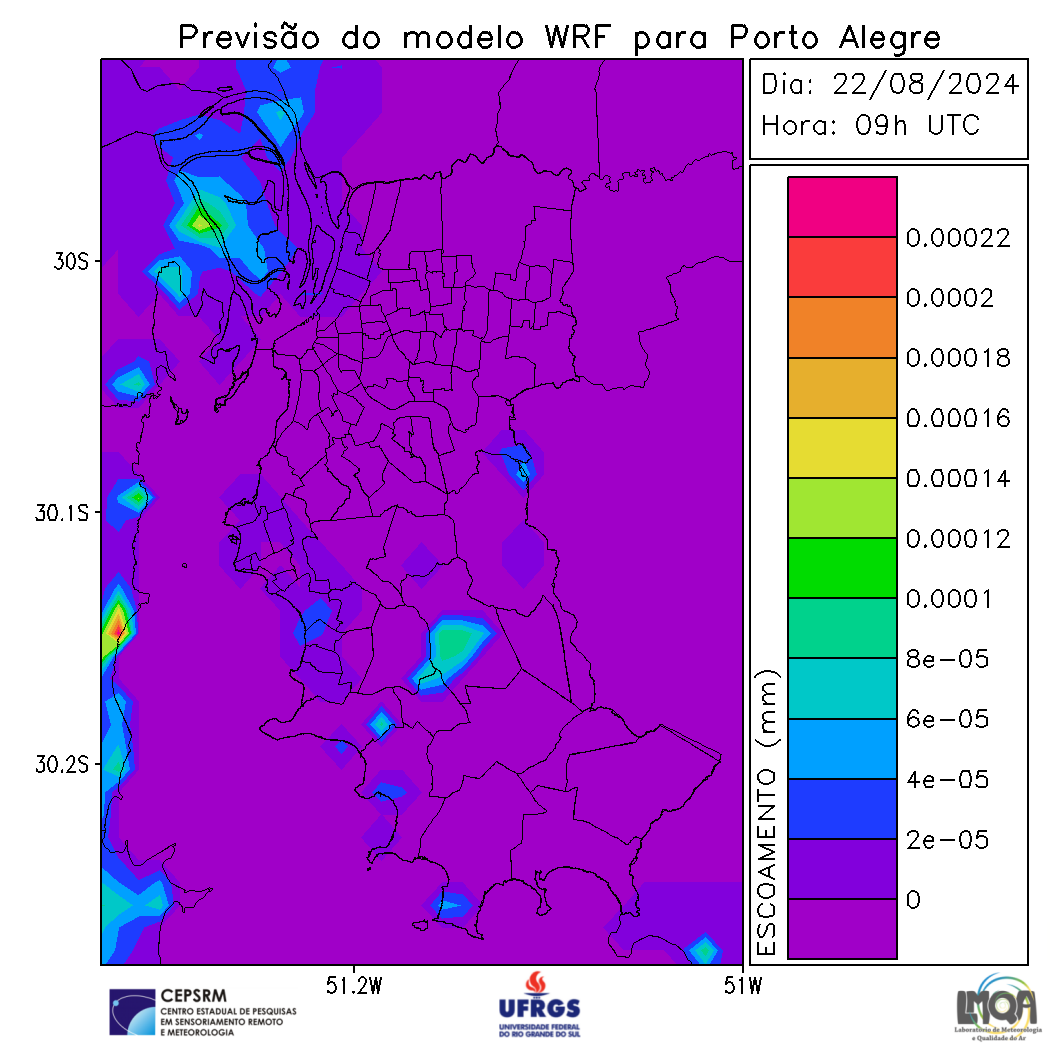 Previsão do modelo WRF para Porto Alegre
Dia: 22/08/2024
Hora: 09h UTC
0.00022
0.0002
0.00018
0.00016
0.00014
0.00012
0.0001
8e-05
6e-05
4e-05
2e-05
0
ESCOAMENTO (mm)
30S
30.1S
30.2S
51.2W
51W
CEPSRM
CENTRO ESTADUAL DE PESQUISAS
EM SENSORIAMENTO REMOTO
E METEOROLOGIA
UFRGS
UNIVERSIDADE FEDERAL
DO RIO GRANDE DO SUL
LMQA
Laboratório de Meteorologia
e Qualidade do Ar